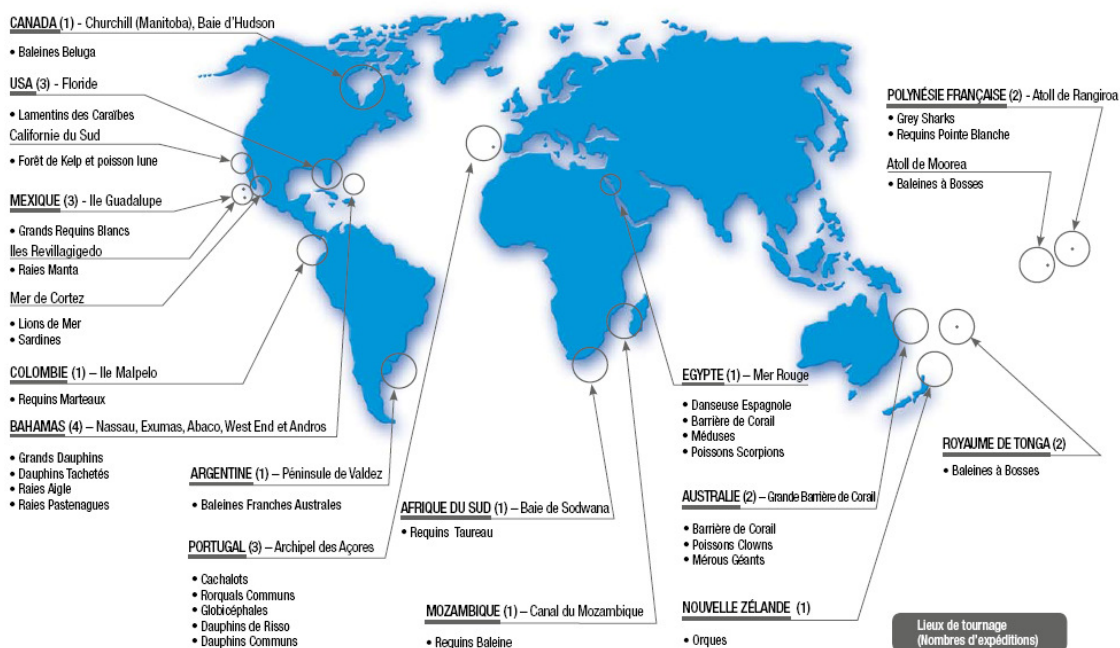 CANADA (1) - Churchill (Manitoba), Baie d'Hudson
• Baleines Beluga
USA (3) - Floride
• Lamentins des Caraïbes
Californie du Sud
• Forêt de Kelp et poisson lune
MEXIQUE (3) - Ile Guadalupe
• Grands Requins Blancs
Iles Revillagigedo
• Raies Manta
Mer de Cortez
• Lions de Mer
• Sardines
COLOMBIE (1) – Ile Malpelo
• Requins Marteaux
BAHAMAS (4) – Nassau, Exumas, Abaco, West End et Andros
• Grands Dauphins
• Dauphins Tachetés
• Raies Aigle
• Raies Pastenagues
ARGENTINE (1) – Péninsule de Valdez
• Baleines Franches Australes
PORTUGAL (3) – Archipel des Açores
• Cachalots
• Rorquals Communs
• Globicéphales
• Dauphins de Risso
• Dauphins Communs
AFRIQUE DU SUD (1) – Baie de Sodwana
• Requins Taureau
MOZAMBIQUE (1) – Canal du Mozambique
• Requins Baleine
EGYPTE (1) – Mer Rouge
• Danseuse Espagnole
• Barrière de Corail
• Méduses
• Poissons Scorpions
AUSTRALIE (2) – Grande Barrière de Corail
• Barrière de Corail
• Poissons Clowns
• Mérous Géants
NOUVELLE ZÉLANDE (1)
• Orques
POLYNÉSIE FRANÇAISE (2) - Atoll de Rangiroa
• Grey Sharks
• Requins Pointe Blanche
Atoll de Moorea
• Baleines à Bosses
ROYAUME DE TONGA (2)
• Baleines à Bosses
Lieux de tournage
(Nombres d'expéditions)